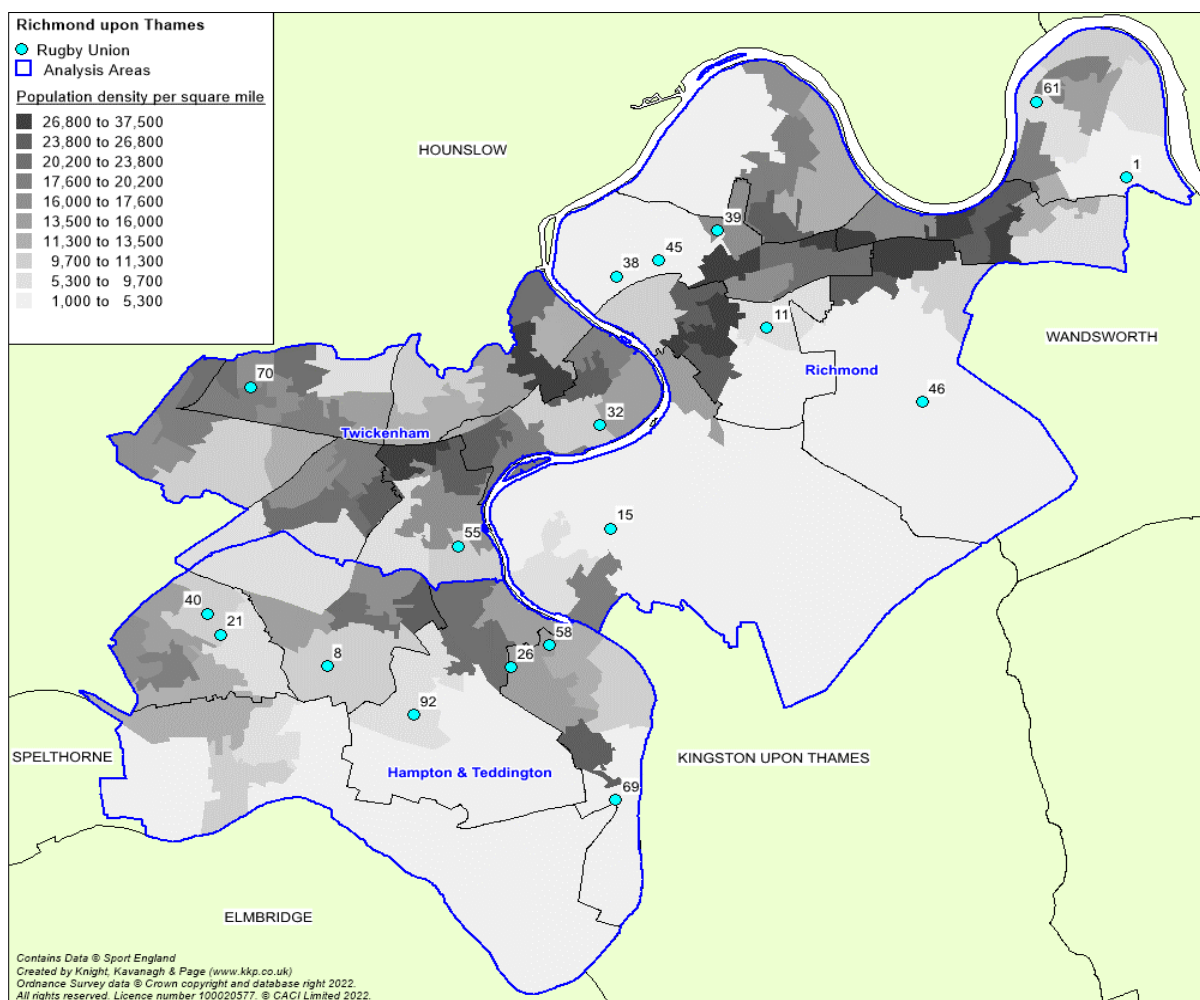 Richmond upon Thames
Rugby Union
Analysis Areas
Population density per square mile
26,800 to 37,500
23,800 to 26,800
20,200 to 23,800
17,600 to 20,200
16,000 to 17,600
13,500 to 16,000
11,300 to 13,500
9,700 to 11,300
5,300 to 9,700
1,000 to 5,300
HOUNSLOW
61
1
39
45
38
11
WANDSWORTH
Richmond
70
46
32
Twickenham
15
55
40
21
58
26
8
92
SPELTHORNE
KINGSTON UPON THAMES
Hampton & Teddington
69
ELMBRIDGE
Contains Data © Sport England
Created by Knight, Kavanagh & Page (www.kkp.co.uk)
Ordnance Survey data © Crown copyright and database right 2022.
All rights reserved. Licence number 100020577. © CACI Limited 2022.